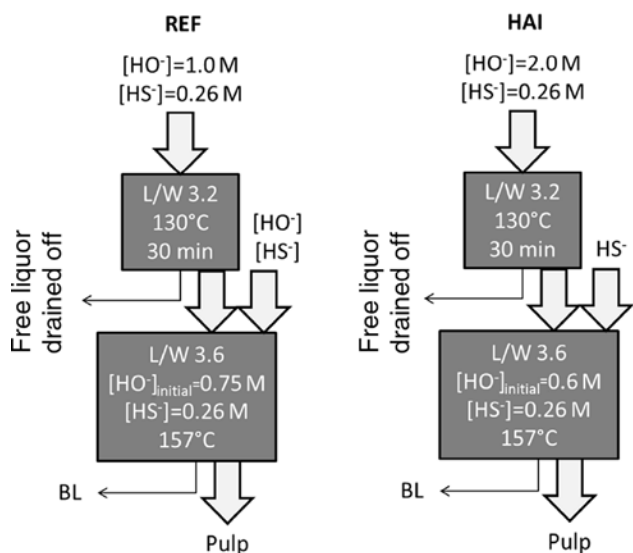 REF
[HO⁻]=1.0 M
[HS⁻]=0.26 M
L/W 3.2
130°C
30 min
[HO⁻]
[HS⁻]
Free liquor
drained off
L/W 3.6
[HO⁻]initial=0.75 M
[HS⁻]=0.26 M
157°C
BL
Pulp
HAI
[HO⁻]=2.0 M
[HS⁻]=0.26 M
L/W 3.2
130°C
30 min
HS⁻
Free liquor
drained off
L/W 3.6
[HO⁻]initial=0.6 M
[HS⁻]=0.26 M
157°C
BL
Pulp